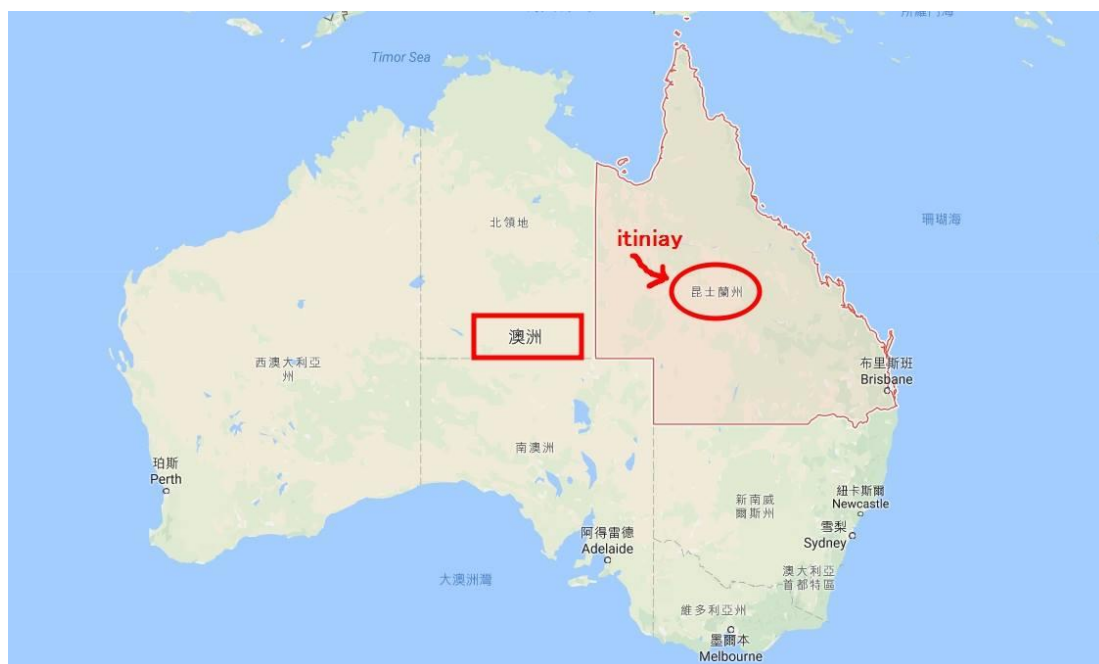 Timor Sea
北領地
珊瑚海
itiniay
昆士蘭州
澳洲
西澳大利亞
州
布里斯班
Brisbane
南澳洲
珀斯
Perth
新南威
爾斯州
紐卡斯爾
Newcastle
雪梨
Sydney
阿得雷德
Adelaide
大澳洲灣
澳大利亞
首都特區
維多利亞州
墨爾本
Melbourne